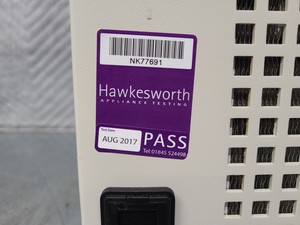 NK77691
Hawkesworth
APPLIANCE TESTING
Test Date:
AUG 2017
PASS
Tel: 01845 524498